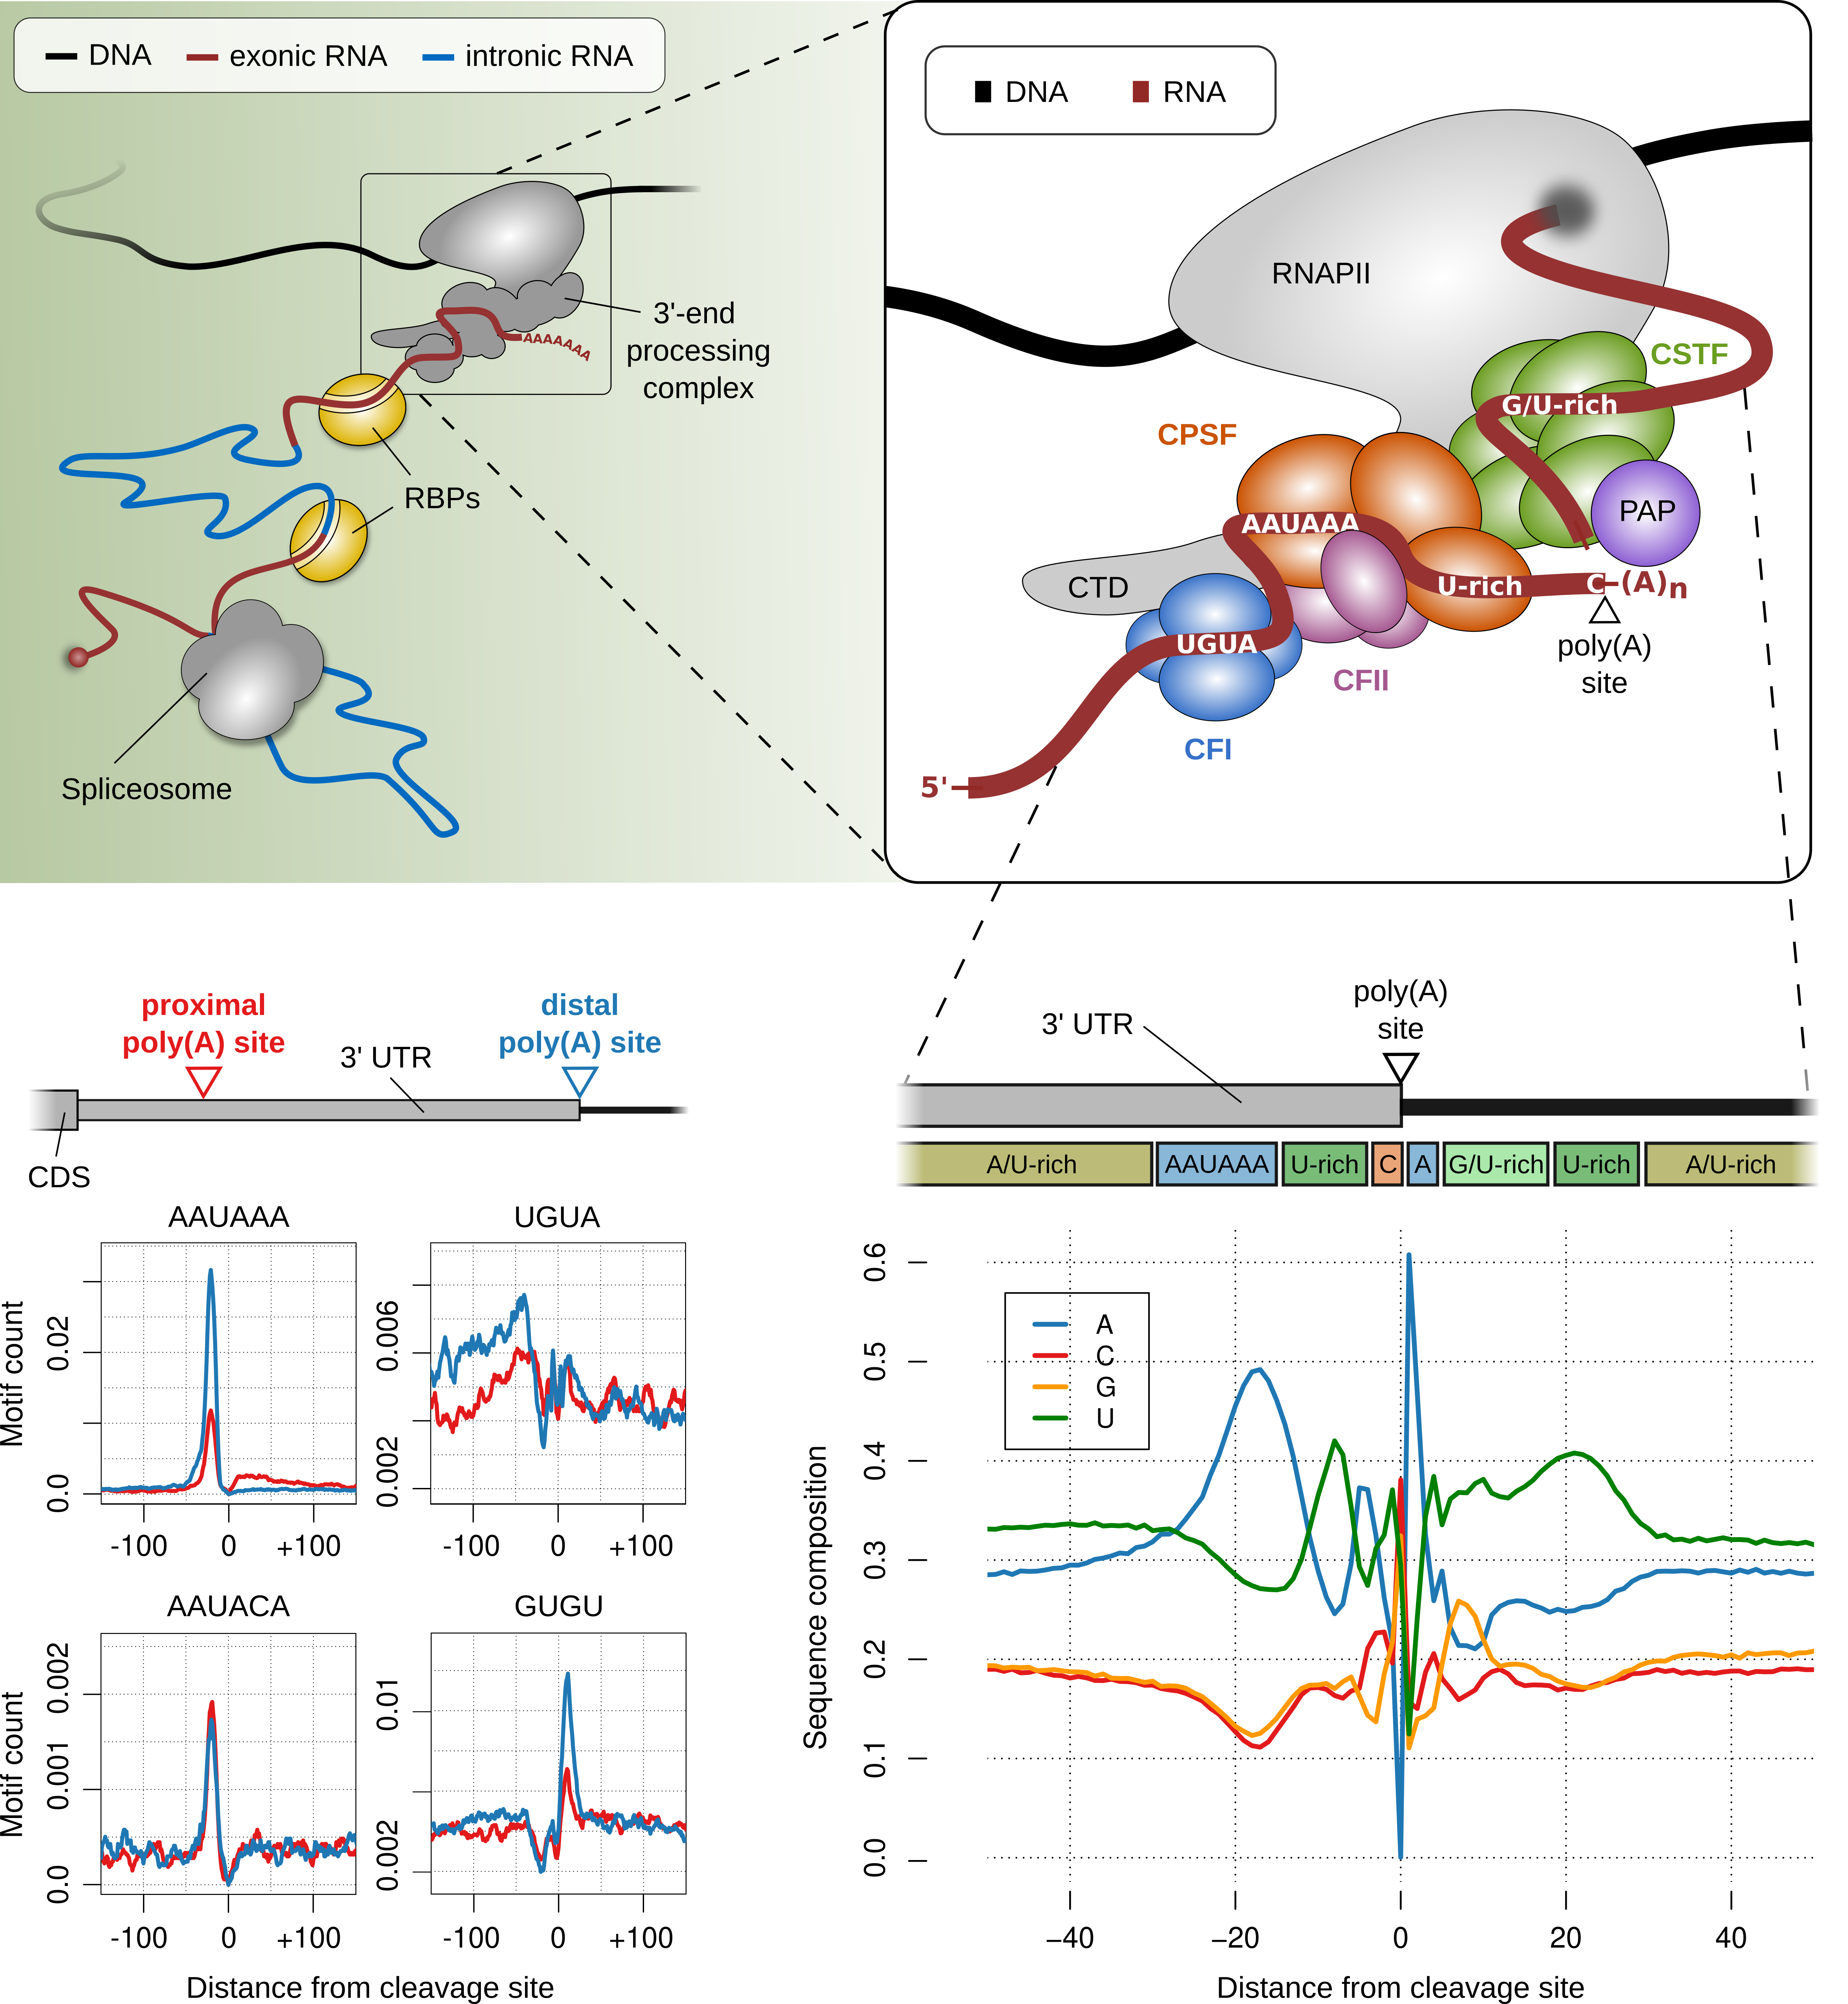 DNA exonic RNA intronic RNA
3'-end
processing
complex
AAAAAAA
RBPs
Spliceosome
DNA RNA
RNAPII
CSTF
G/U-rich
CPSF
PAP
AAUAAA
CTD
U-rich
C-(A)n
UGUA
poly(A)
site
CFII
CFI
5'
proximal
poly(A) site
3' UTR
distal
poly(A) site
CDS
AAUAAA
Motif count
0.0 0.02
-100 0 +100
UGUA
0.002 0.006
-100 0 +100
AAUACA
Motif count
0.0 0.001 0.002
-100 0 +100
GUGU
0.002 0.01
-100 0 +100
Distance from cleavage site
poly(A)
site
3' UTR
A/U-rich AAUAAA U-rich C A G/U-rich U-rich A/U-rich
Sequence composition
0.0 0.1 0.2 0.3 0.4 0.5 0.6
A
C
G
U
−40 −20 0 20 40
Distance from cleavage site